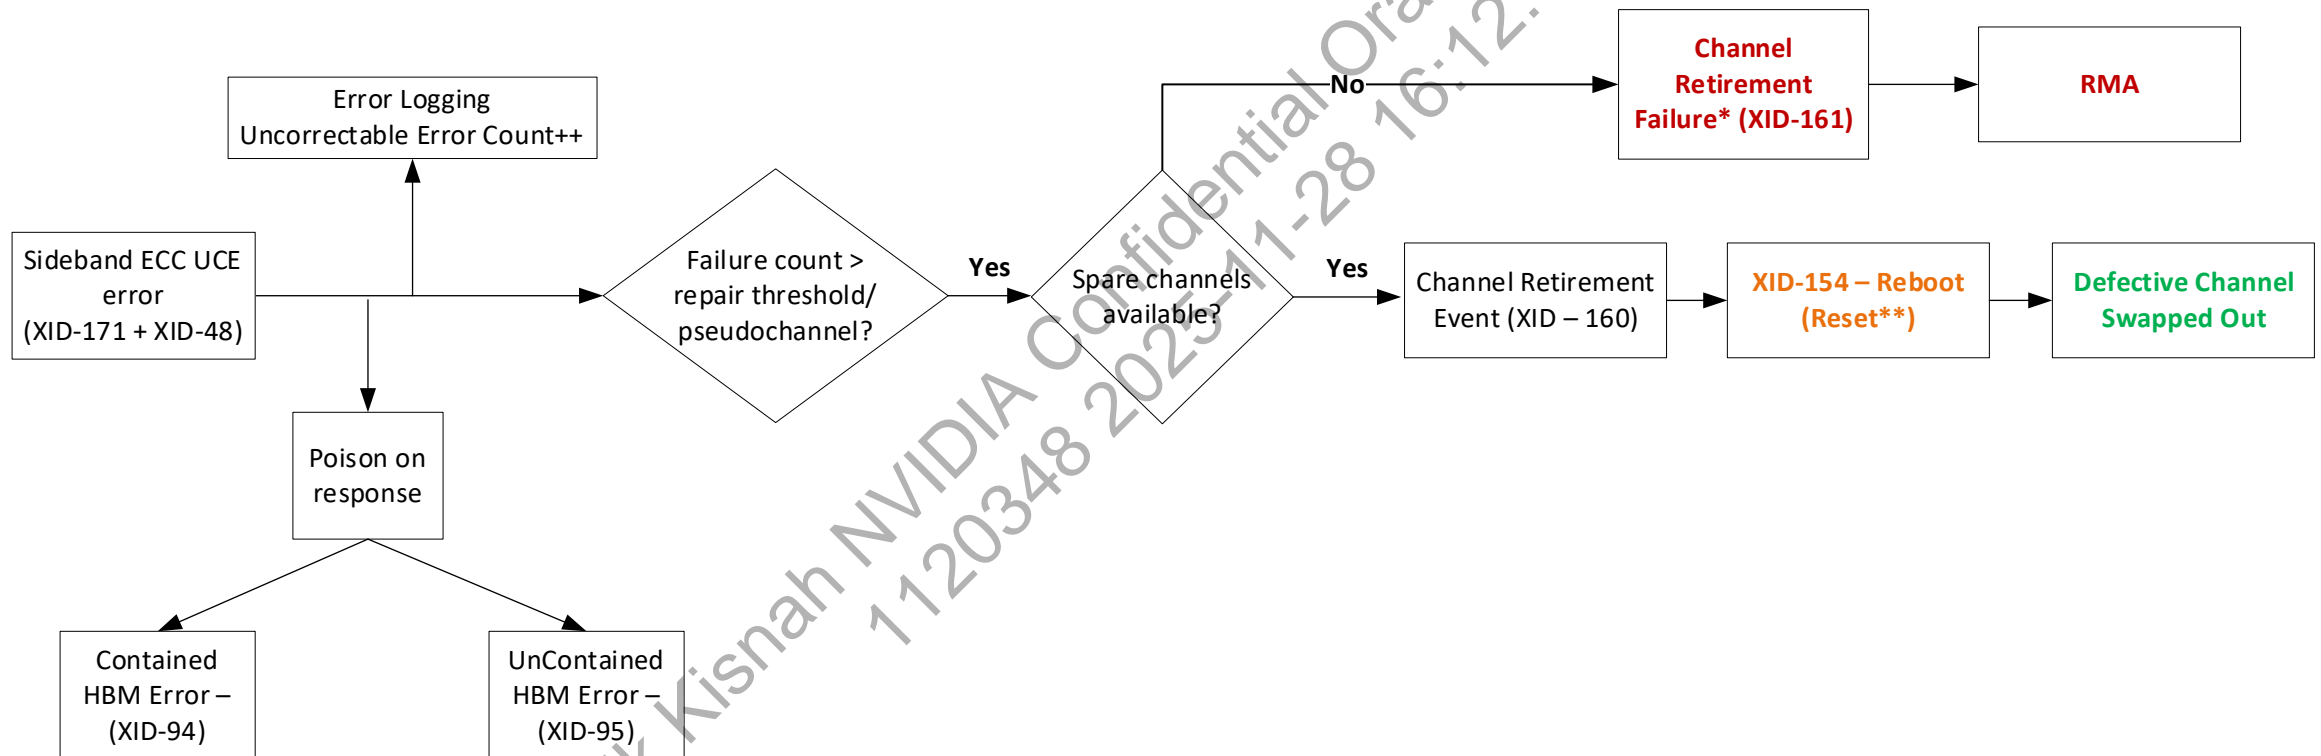 Error Logging
Uncorrectable Error Count++
Sideband ECC UCE
error
(XID-171 + XID-48)
Poison on
response
Contained
HBM Error –
(XID-94)
UnContained
HBM Error –
(XID-95)
Failure count >
repair threshold/
pseudochannel?
Yes
Spare channels
available?
No
Channel
Retirement
Failure* (XID-161)
RMA
Yes
Channel Retirement
Event (XID – 160)
XID-154 – Reboot
(Reset**)
Defective Channel
Swapped Out
Kisnah NVIDIA Confidential
1120348 2025-11-28 16:12.